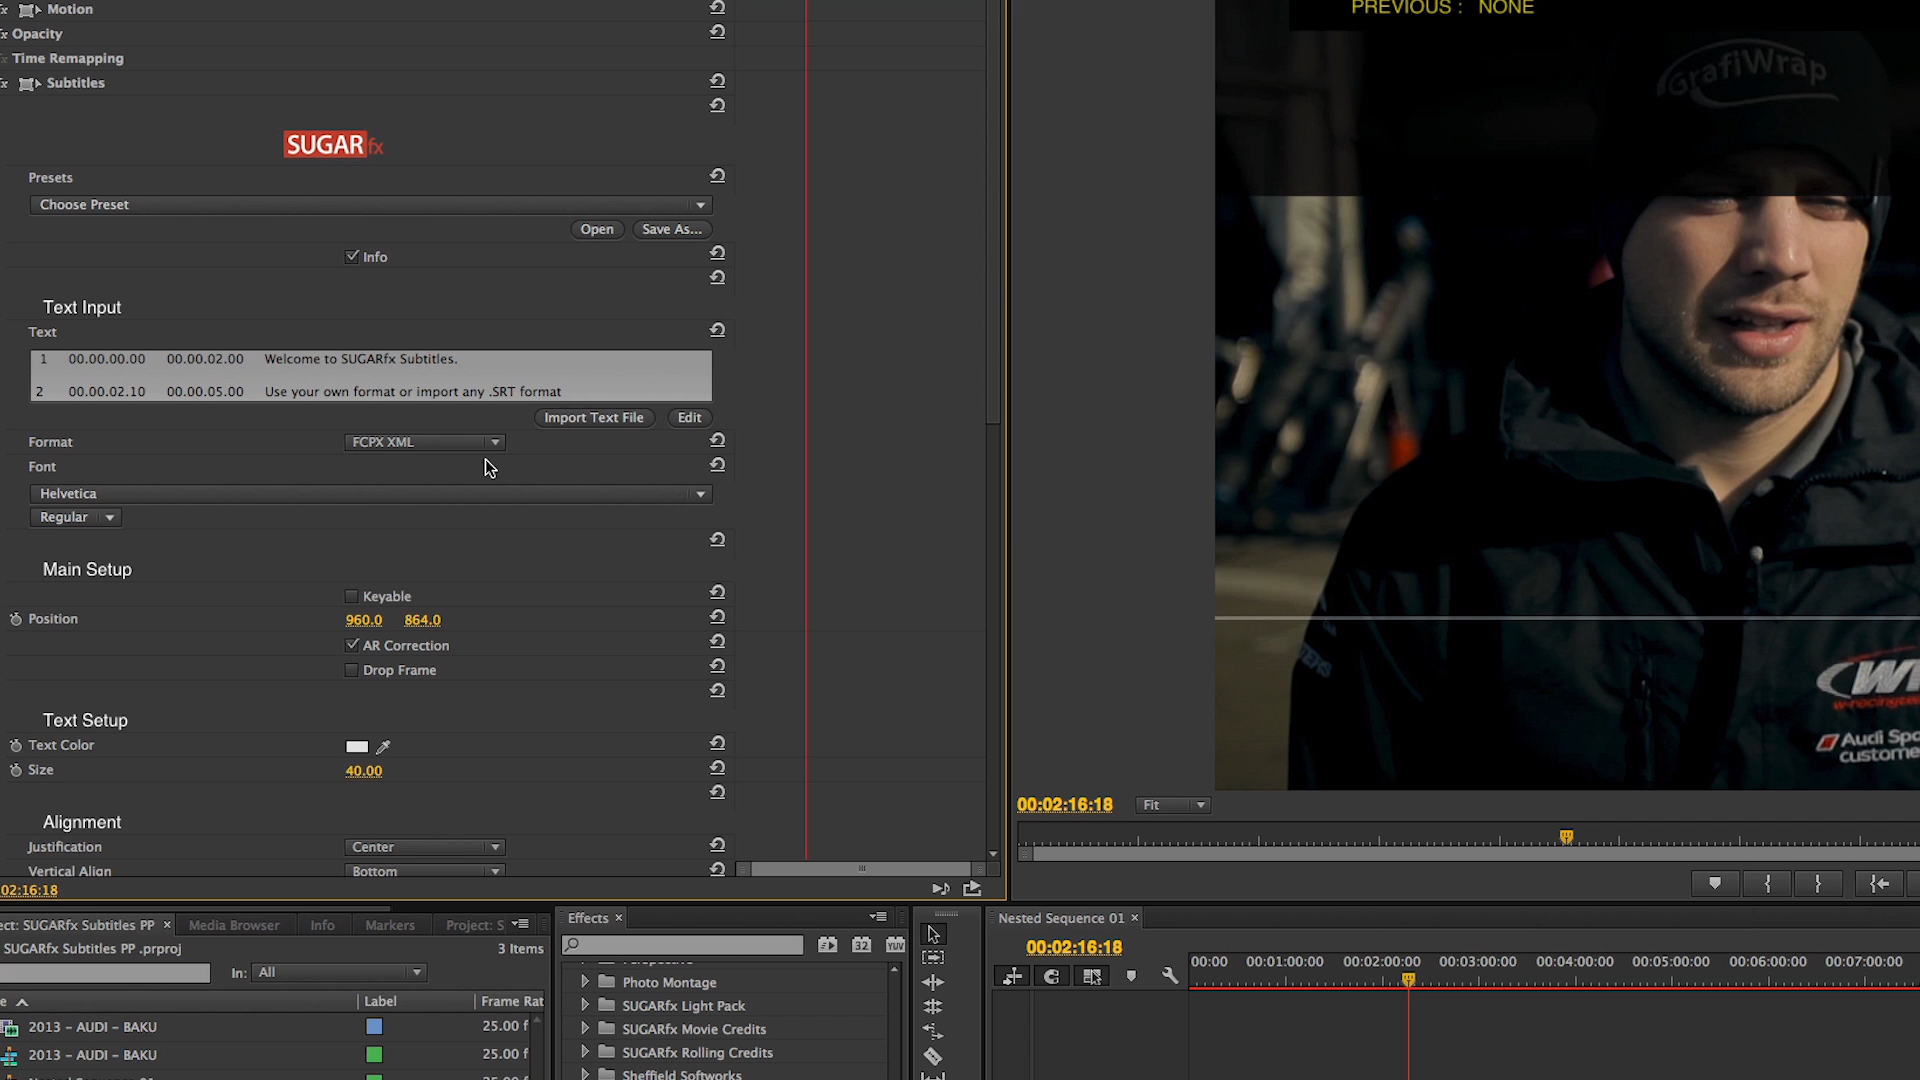 Motion
Opacity
Time Remapping
Subtitles
SUGARfx
Presets
Choose Preset
Open Save As...
Info
Text Input
Text
1 00.00.00.00 00.00.02.00 Welcome to SUGARfx Subtitles.
2 00.00.02.10 00.00.05.00 Use your own format or import any .SRT format
Import Text File Edit
Format FCPX XML
Font
Helvetica
Regular
Main Setup
Keyable
Position 960.0 864.0
AR Correction
Drop Frame
Text Setup
Text Color
Size 40.00
Alignment
Justification Center
Vertical Align Bottom
02:16:18
PREVIOUS : NONE
GrafiWrap
Audi Spo
custome
00:02:16:18 Fit
ect: SUGARfx Subtitles PP × Media Browser Info Markers Project: S
SUGARfx Subtitles PP .prproj 3 Items
In: All
Label Frame Rat
2013 – AUDI – BAKU 25.00 f
2013 – AUDI – BAKU 25.00 f
Effects ×
32 YUV
Photo Montage
SUGARfx Light Pack
SUGARfx Movie Credits
SUGARfx Rolling Credits
Sheffield Softworks
Nested Sequence 01 ×
00:02:16:18
00:00 00:01:00:00 00:02:00:00 00:03:00:00 00:04:00:00 00:05:00:00 00:06:00:00 00:07:00:00